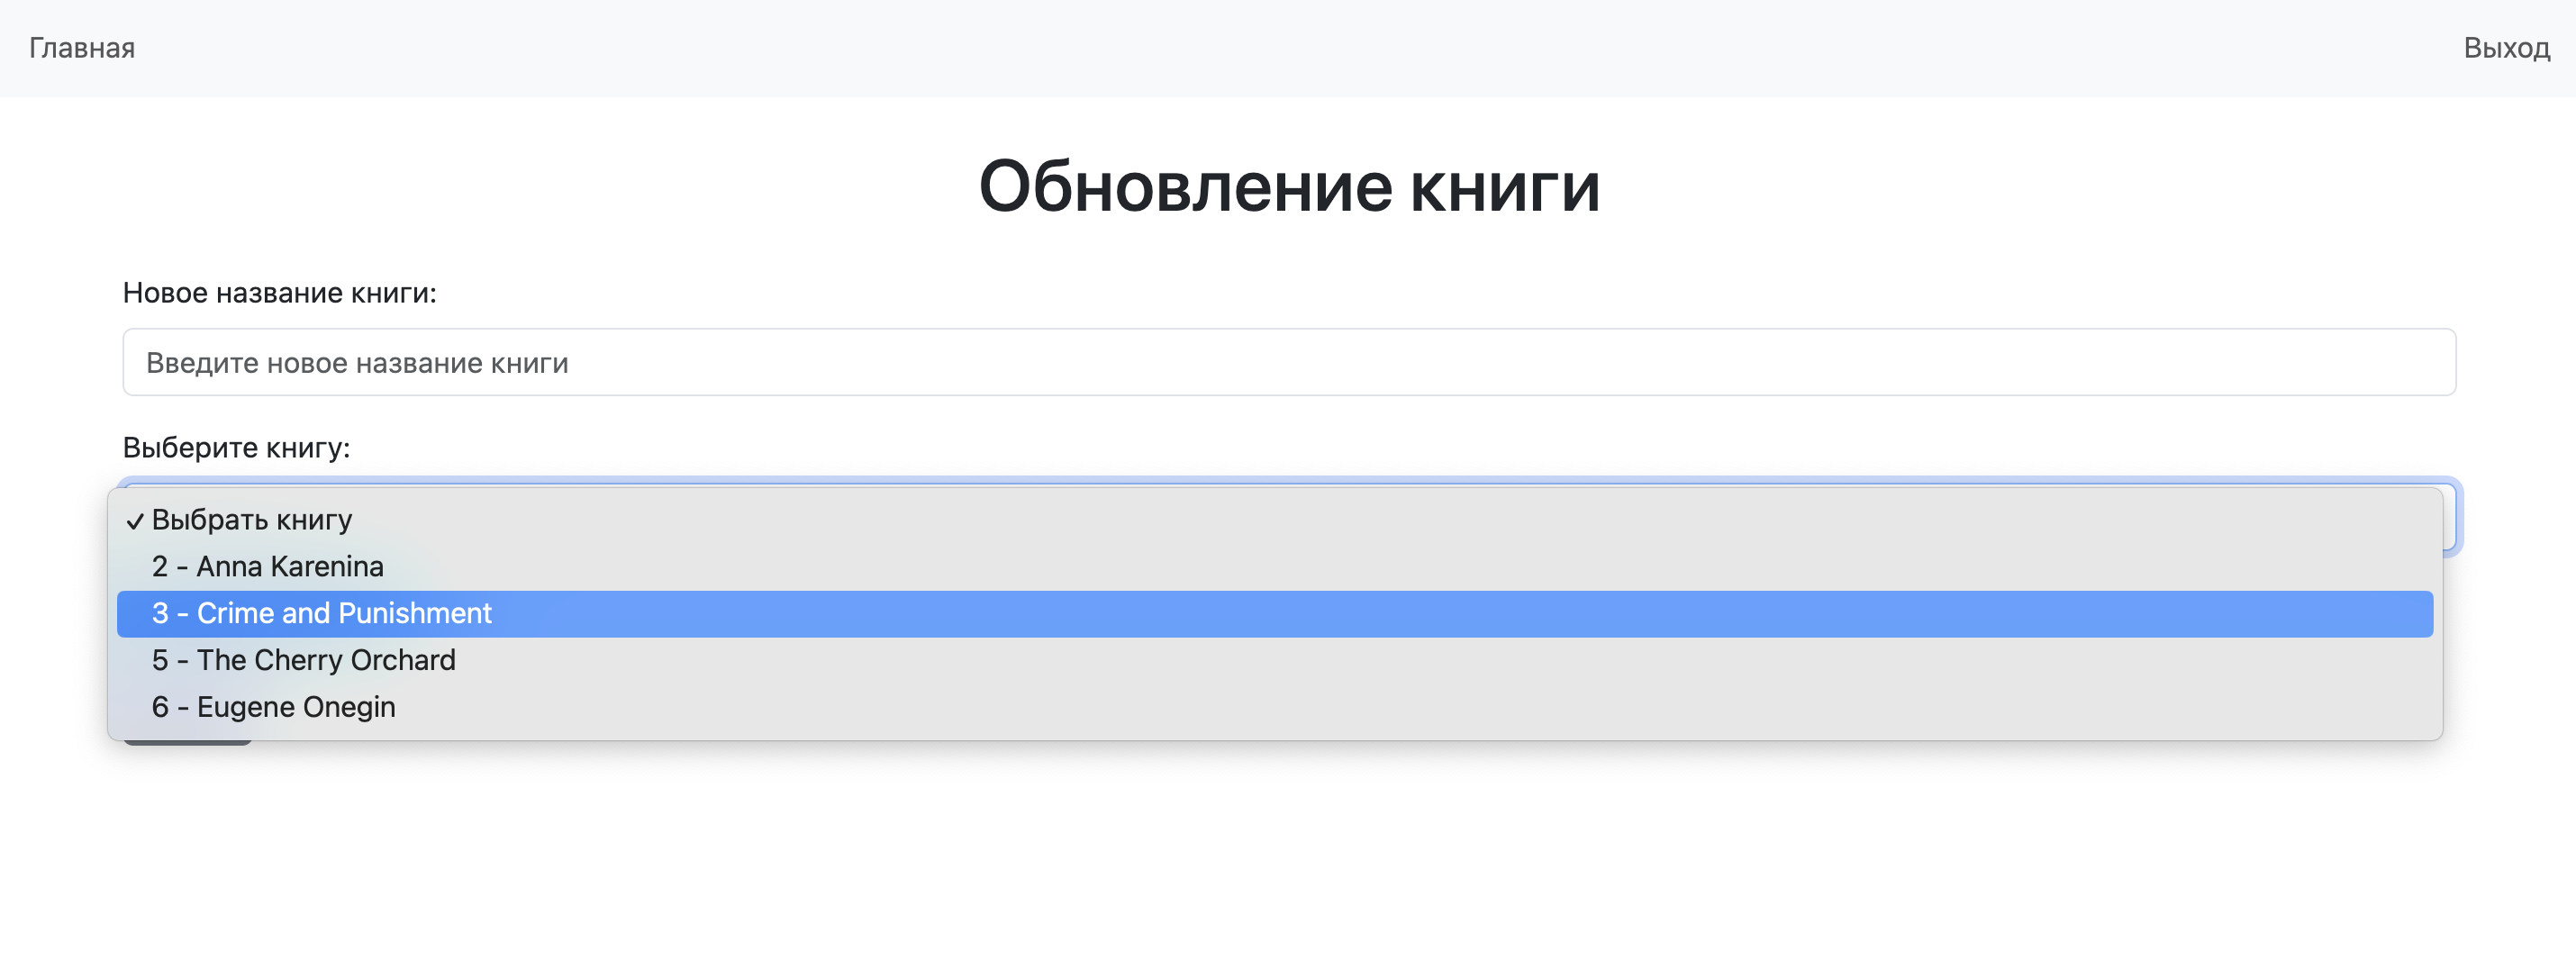 Главная
Выход
Обновление книги
Новое название книги:
Введите новое название книги
Выберите книгу:
✓ Выбрать книгу
2 - Anna Karenina
3 - Crime and Punishment
5 - The Cherry Orchard
6 - Eugene Onegin